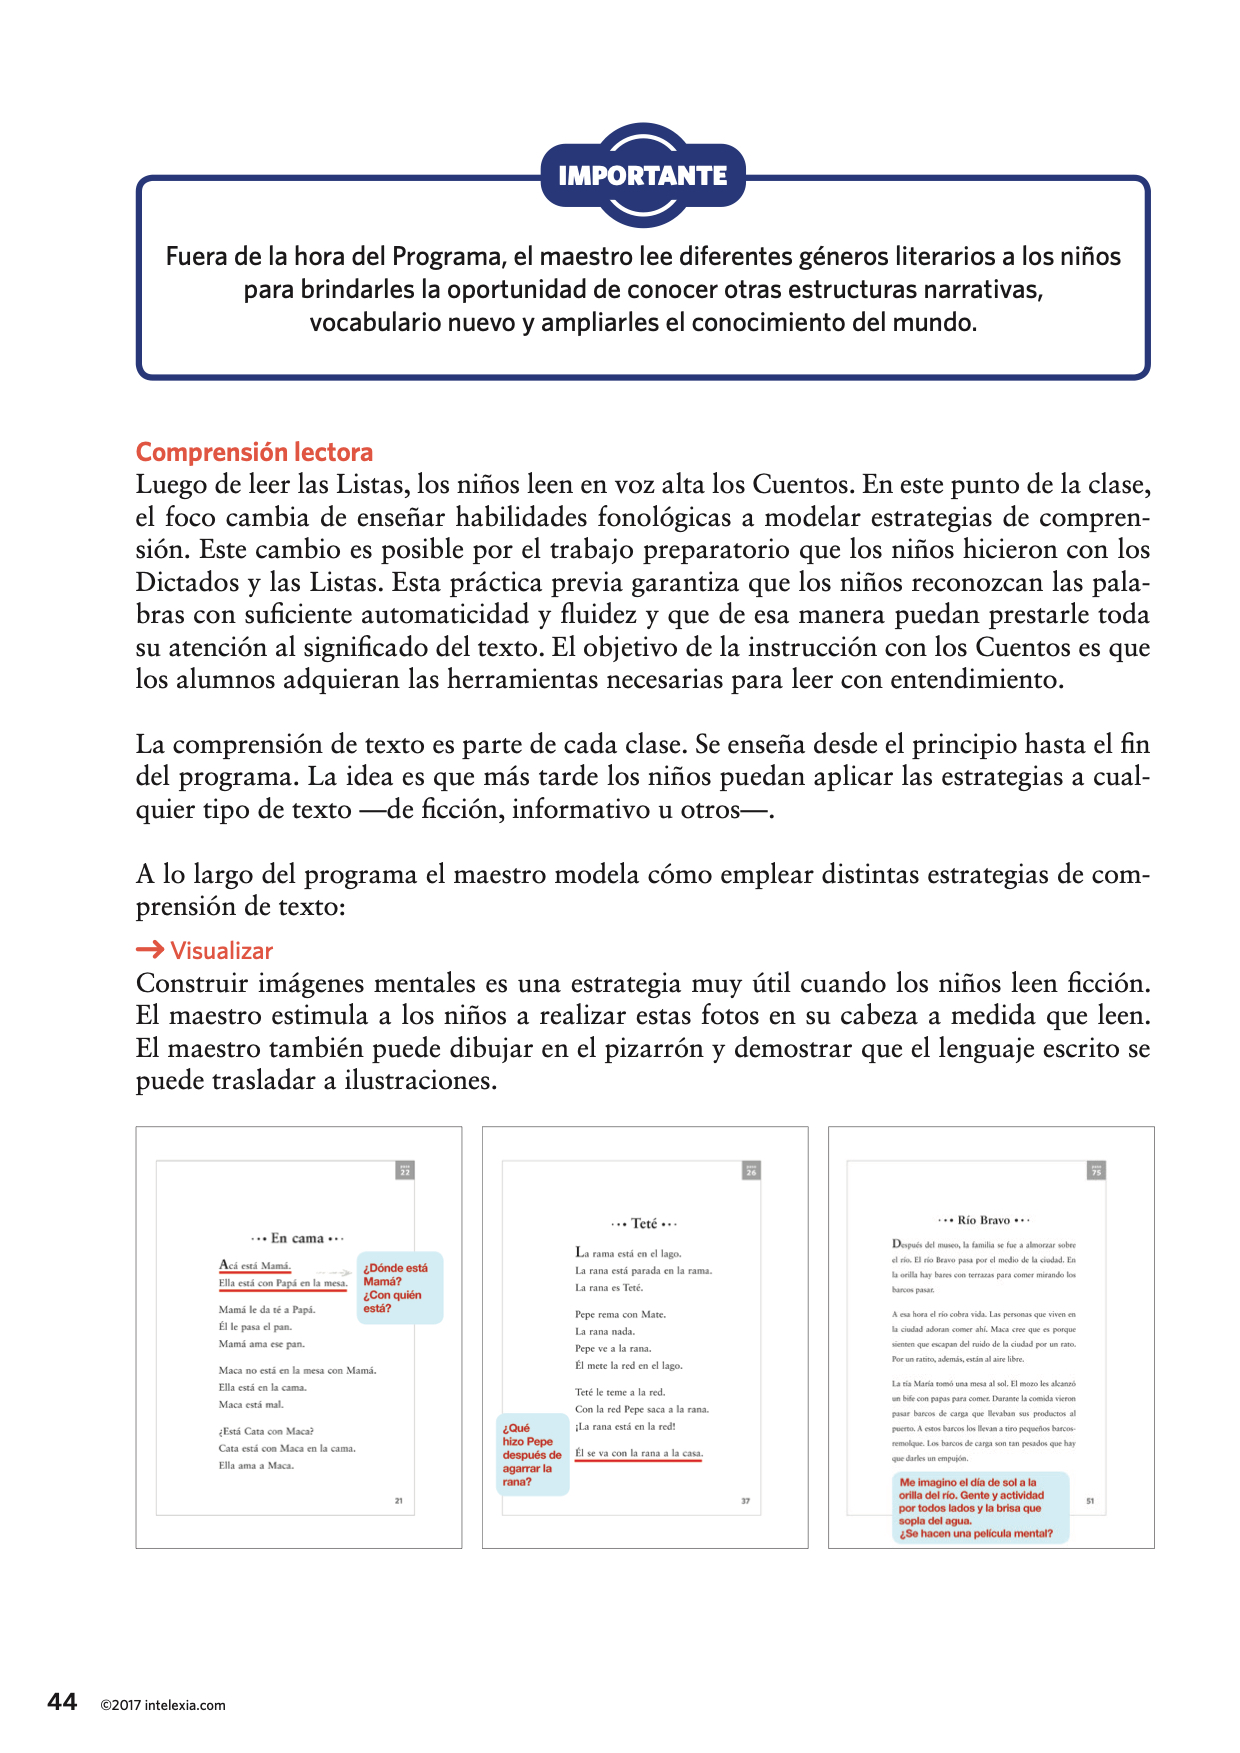 IMPORTANTE
Fuera de la hora del Programa, el maestro lee diferentes géneros literarios a los niños
para brindarles la oportunidad de conocer otras estructuras narrativas,
vocabulario nuevo y ampliarles el conocimiento del mundo.
Comprensión lectora
Luego de leer las Listas, los niños leen en voz alta los Cuentos. En este punto de la clase,
el foco cambia de enseñar habilidades fonológicas a modelar estrategias de compren-
sión. Este cambio es posible por el trabajo preparatorio que los niños hicieron con los
Dictados y las Listas. Esta práctica previa garantiza que los niños reconozcan las pala-
bras con suficiente automaticidad y fluidez y que de esa manera puedan prestarle toda
su atención al significado del texto. El objetivo de la instrucción con los Cuentos es que
los alumnos adquieran las herramientas necesarias para leer con entendimiento.
La comprensión de texto es parte de cada clase. Se enseña desde el principio hasta el fin
del programa. La idea es que más tarde los niños puedan aplicar las estrategias a cual-
quier tipo de texto —de ficción, informativo u otros—.
A lo largo del programa el maestro modela cómo emplear distintas estrategias de com-
prensión de texto:
→ Visualizar
Construir imágenes mentales es una estrategia muy útil cuando los niños leen ficción.
El maestro estimula a los niños a realizar estas fotos en su cabeza a medida que leen.
El maestro también puede dibujar en el pizarrón y demostrar que el lenguaje escrito se
puede trasladar a ilustraciones.
22
En cama
Acá está Mamá.
Ella está con Papá en la mesa.
¿Dónde está
Mamá?
¿Con quién
está?
Mamá le da té a Papá.
Él le pasa el pan.
Mamá ama ese pan.
Maca no está en la mesa con Mamá.
Ella está en la cama.
Maca está mal.
¿Está Cata con Maca?
Cata está con Maca en la cama.
Ella ama a Maca.
21
26
Teté
La rama está en el lago.
La rana está parada en la rama.
La rana es Teté.
Pepe rema con Mate.
La rana nada.
Pepe ve a la rana.
Él mete la red en el lago.
Teté le teme a la red.
Con la red Pepe saca a la rana.
¡La rana está en la red!
Él se va con la rana a la casa.
¿Qué
hizo Pepe
después de
agarrar la
rana?
37
75
Río Bravo
Después del museo, la familia se fue a almorzar sobre
el río. El río Bravo pasa por el medio de la ciudad. En
la orilla hay bares con terrazas para comer mirando los
barcos pasar.
A esa hora el río cobra vida. Las personas que viven en
la ciudad adoran comer ahí. Maca cree que es porque
sienten que escapan del ruido de la ciudad por un rato.
Por un ratito, además, están al aire libre.
La tía María tomó una mesa al sol. El mozo les alcanzó
un bife con papas para comer. Durante la comida vieron
pasar barcos de carga que llevaban sus productos al
puerto. A estos barcos los llevan a tiro pequeños barcos-
remolque. Los barcos de carga son tan pesados que hay
que darles un empujón.
Me imagino el día de sol a la
orilla del río. Gente y actividad
por todos lados y la brisa que
sopla del agua.
¿Se hacen una película mental?
51
44 ©2017 intelexia.com